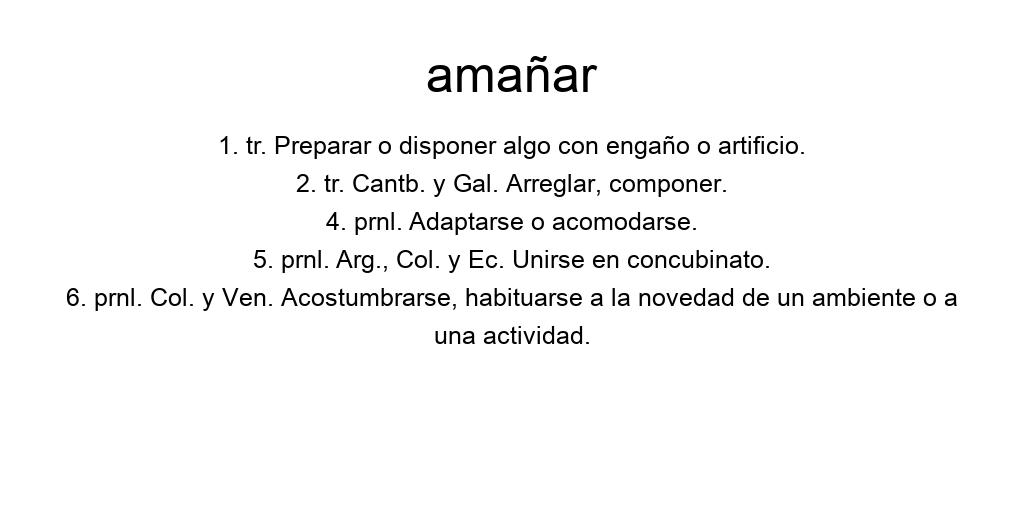 amañar
1. tr. Preparar o disponer algo con engaño o artificio.
2. tr. Cantb. y Gal. Arreglar, componer.
4. prnl. Adaptarse o acomodarse.
5. prnl. Arg., Col. y Ec. Unirse en concubinato.
6. prnl. Col. y Ven. Acostumbrarse, habituarse a la novedad de un ambiente o a
una actividad.